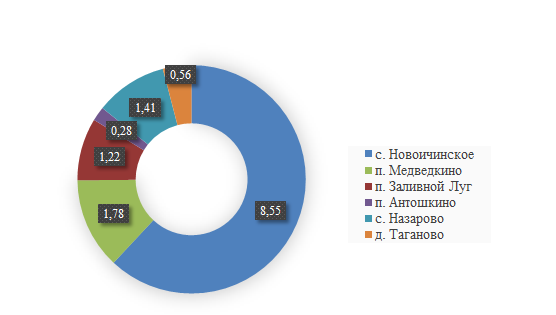 0,56
1,41
0,28
1,22
1,78
8,55
с. Новоичинское
п. Медведкино
п. Заливной Луг
п. Антошкино
с. Назарово
д. Таганово